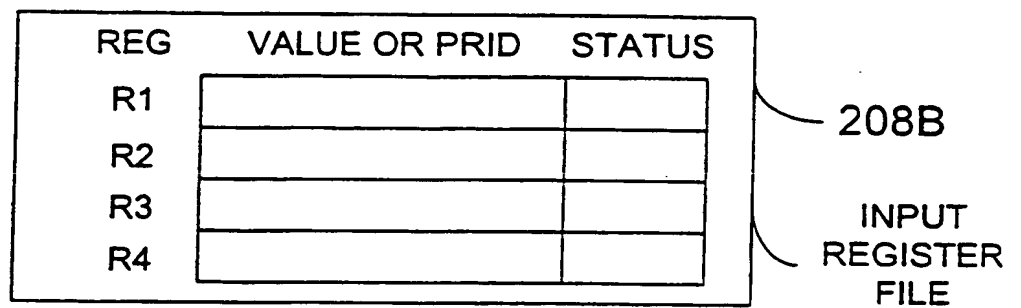 REG VALUE OR PRID STATUS
R1
208B
R2
R3
INPUT
R4
REGISTER
FILE